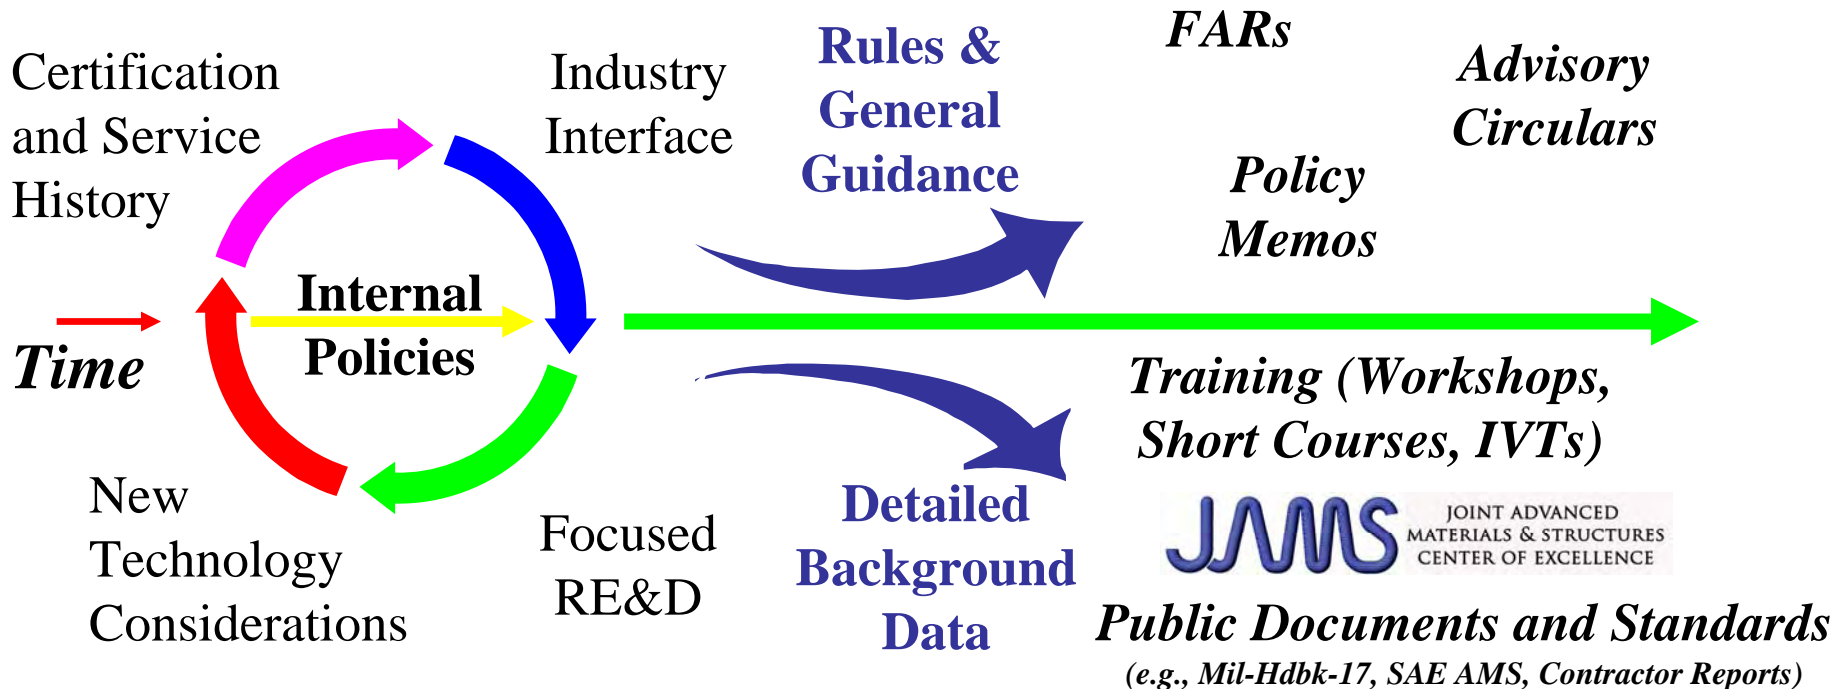 Certification
and Service
History
Industry
Interface
Rules &
General
Guidance
FARs
Advisory
Circulars
Policy
Memos
Internal
Policies
Time
New
Technology
Considerations
Focused
RE&D
Detailed
Background
Data
Training (Workshops,
Short Courses, IVTs)
JAMS
JOINT ADVANCED
MATERIALS & STRUCTURES
CENTER OF EXCELLENCE
Public Documents and Standards
(e.g., Mil-Hdbk-17, SAE AMS, Contractor Reports)